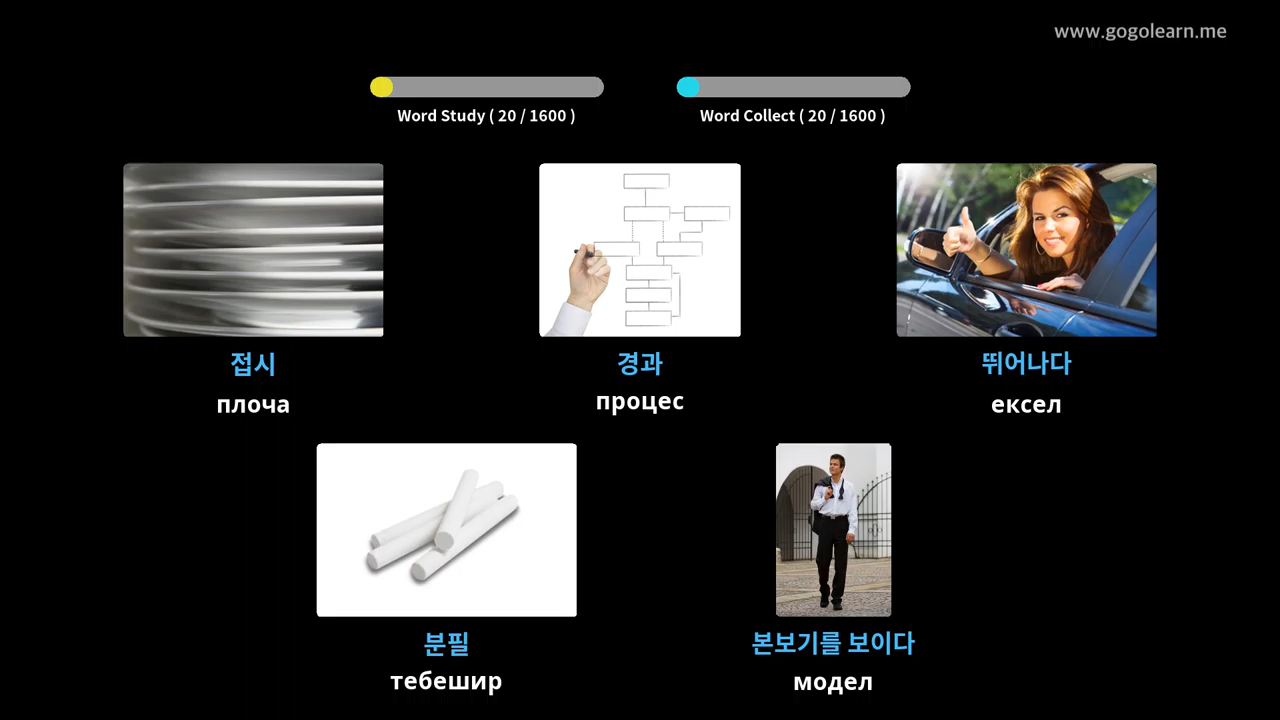 www.gogolearn.me
Word Study ( 20 / 1600 )
Word Collect ( 20 / 1600 )
접시
плоча
경과
процес
뛰어나다
ексел
분필
тебешир
본보기를 보이다
модел